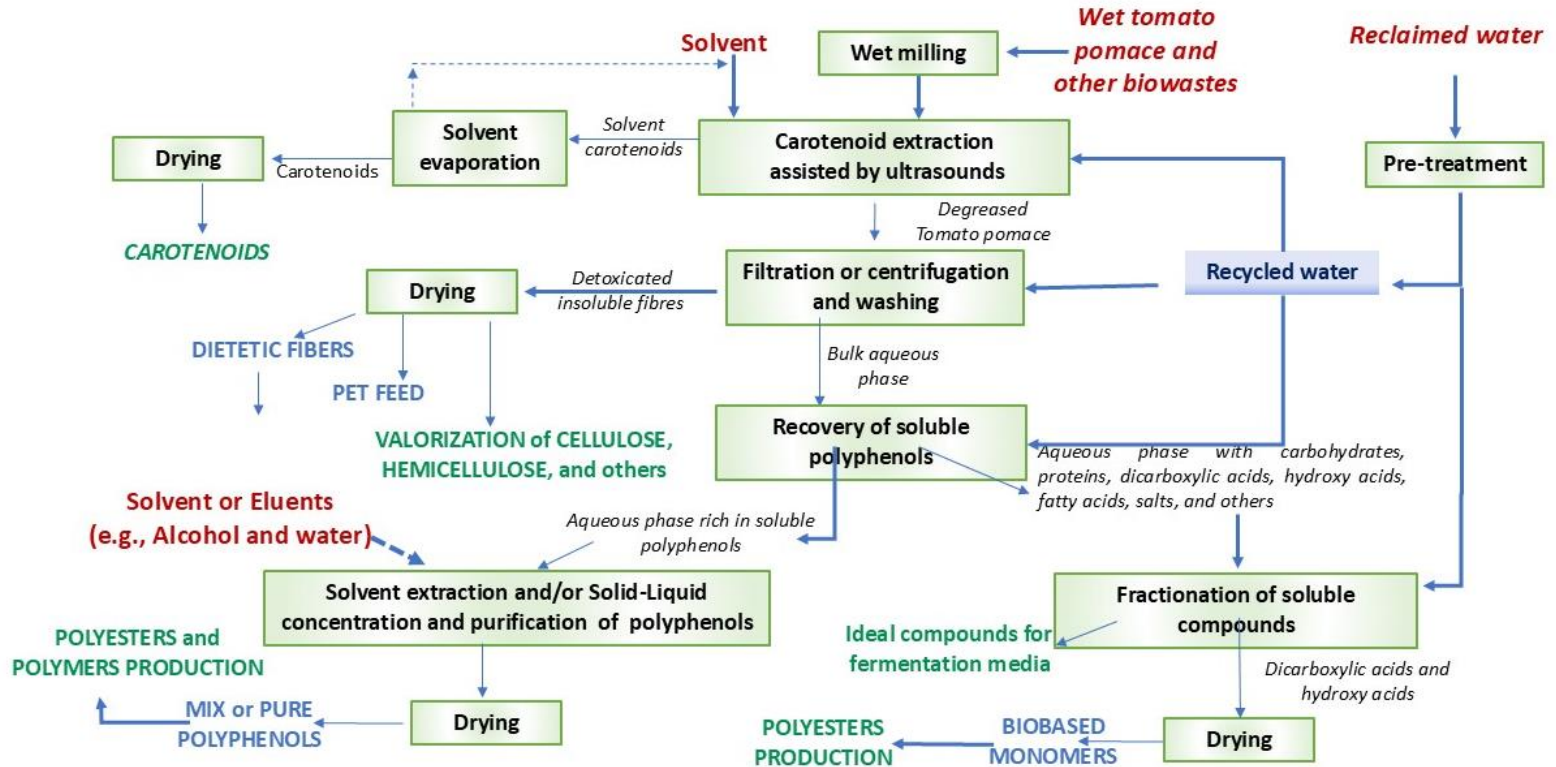 Solvent
Wet milling
Wet tomato
pomace and
other biowastes
Reclaimed water
Drying
Carotenoids
Solvent
evaporation
Solvent
carotenoids
Carotenoid extraction
assisted by ultrasounds
Pre-treatment
CAROTENOIDS
Degreased
Tomato pomace
Drying
Detoxicated
insoluble fibres
Filtration or centrifugation
and washing
Recycled water
DIETETIC FIBERS
PET FEED
Bulk aqueous
phase
VALORIZATION of CELLULOSE,
HEMICELLULOSE, and others
Recovery of soluble
polyphenols
Aqueous phase with carbohydrates,
proteins, dicarboxylic acids, hydroxy acids,
fatty acids, salts, and others
Solvent or Eluents
(e.g., Alcohol and water)
Aqueous phase rich in soluble
polyphenols
Solvent extraction and/or Solid-Liquid
concentration and purification of polyphenols
Fractionation of soluble
compounds
Ideal compounds for
fermentation media
POLYESTERS and
POLYMERS PRODUCTION
Dicarboxylic acids and
hydroxy acids
MIX or PURE
POLYPHENOLS
Drying
POLYESTERS
PRODUCTION
BIOBASED
MONOMERS
Drying